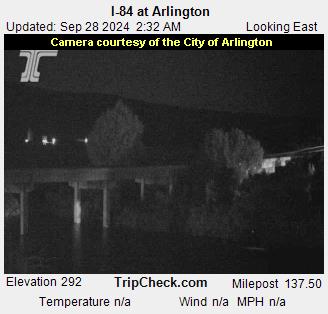 I-84 at Arlington
Updated: Sep 28 2024 2:32 AM Looking East
Camera courtesy of the City of Arlington
Elevation 292 TripCheck.com Milepost 137.50
Temperature n/a Wind n/a MPH n/a